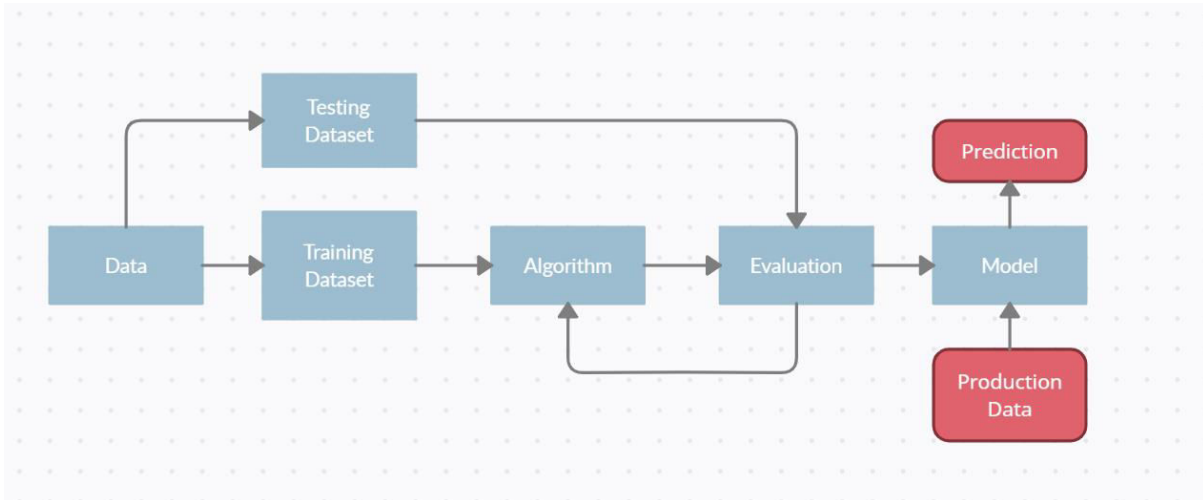 Testing
Dataset
Prediction
Data
Training
Dataset
Algorithm
Evaluation
Model
Production
Data